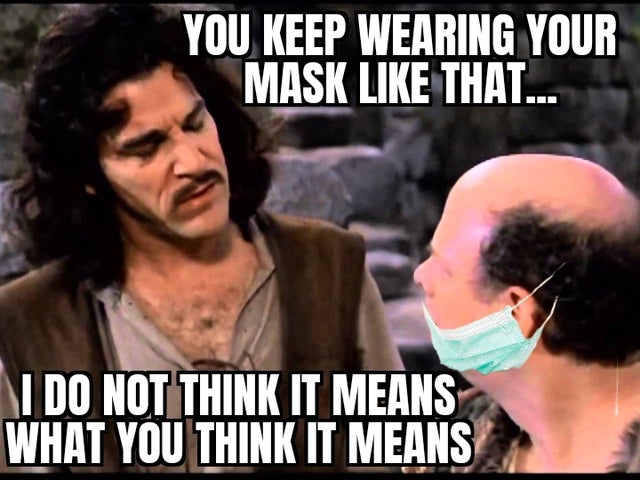 YOU KEEP WEARING YOUR
MASK LIKE THAT...
I DO NOT THINK IT MEANS
WHAT YOU THINK IT MEANS